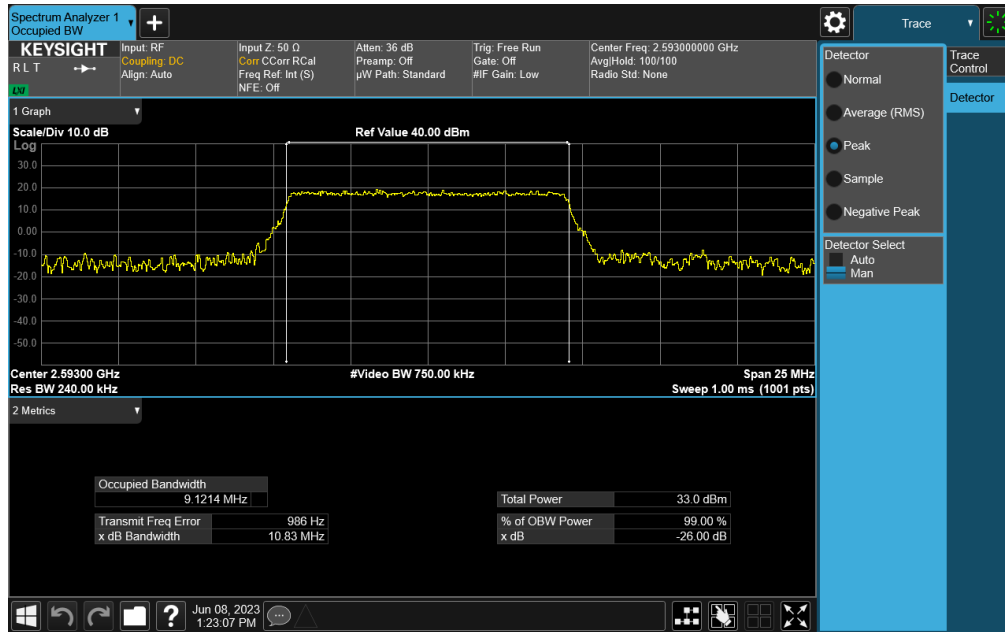 Spectrum Analyzer 1
Occupied BW
Trace
KEYSIGHT
R L T
LXI
Input: RF
Coupling: DC
Align: Auto
Input Z: 50 Ω
Corr CCorr RCal
Freq Ref: Int (S)
NFE: Off
Atten: 36 dB
Preamp: Off
µW Path: Standard
Trig: Free Run
Gate: Off
#IF Gain: Low
Center Freq: 2.593000000 GHz
Avg|Hold: 100/100
Radio Std: None
1 Graph
Scale/Div 10.0 dB
Ref Value 40.00 dBm
Log
30.0
20.0
10.0
0.00
-10.0
-20.0
-30.0
-40.0
-50.0
Center 2.59300 GHz
#Video BW 750.00 kHz
Span 25 MHz
Res BW 240.00 kHz
Sweep 1.00 ms (1001 pts)
2 Metrics
Occupied Bandwidth
9.1214 MHz
Total Power 33.0 dBm
Transmit Freq Error 986 Hz
% of OBW Power 99.00 %
x dB Bandwidth 10.83 MHz
x dB -26.00 dB
Detector
Normal
Average (RMS)
Peak
Sample
Negative Peak
Detector Select
Auto
Man
Trace
Control
Detector
?
Jun 08, 2023
1:23:07 PM